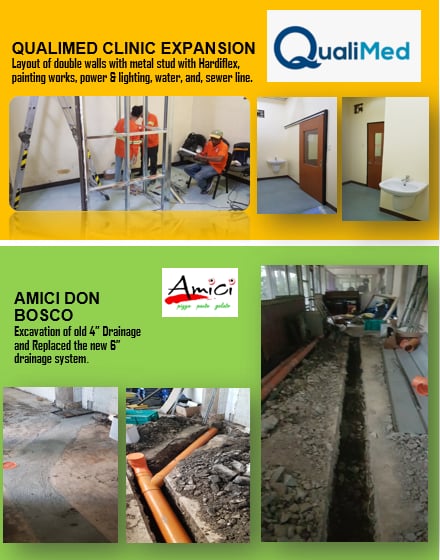 QUALIMED CLINIC EXPANSION
Layout of double walls with metal stud with Hardiflex,
painting works, power & lighting, water, and, sewer line.
QualiMed
AMICI DON
BOSCO
Excavation of old 4” Drainage
and Replaced the new 6”
drainage system.
Amici
pizza pasta gelato